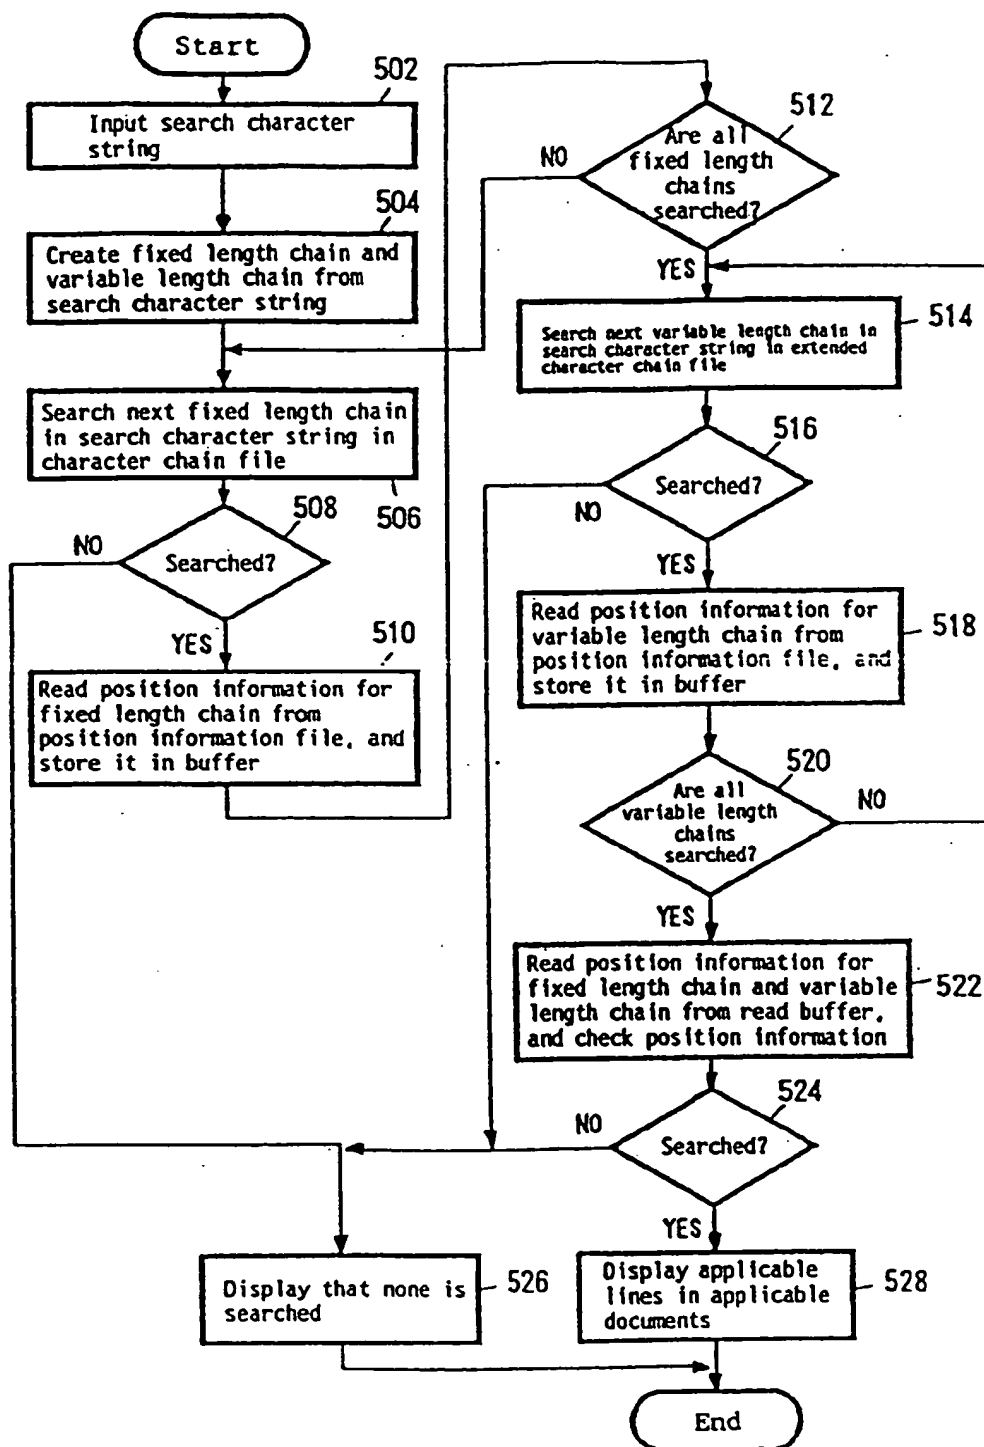 Start
502
Input search character
string
504
Create fixed length chain and
variable length chain from
search character string
Search next fixed length chain
in search character string in
character chain file
506
508
Searched?
NO
YES
510
Read position information for
fixed length chain from
position information file, and
store it in buffer
512
Are all
fixed length
chains
searched?
NO
YES
514
Search next variable length chain in
search character string in extended
character chain file
516
Searched?
NO
YES
518
Read position information for
variable length chain from
position information file, and
store it in buffer
520
Are all
variable length
chains
searched?
NO
YES
522
Read position information for
fixed length chain and variable
length chain from read buffer,
and check position information
524
Searched?
NO
YES
526
Display that none is
searched
528
Display applicable
lines in applicable
documents
End